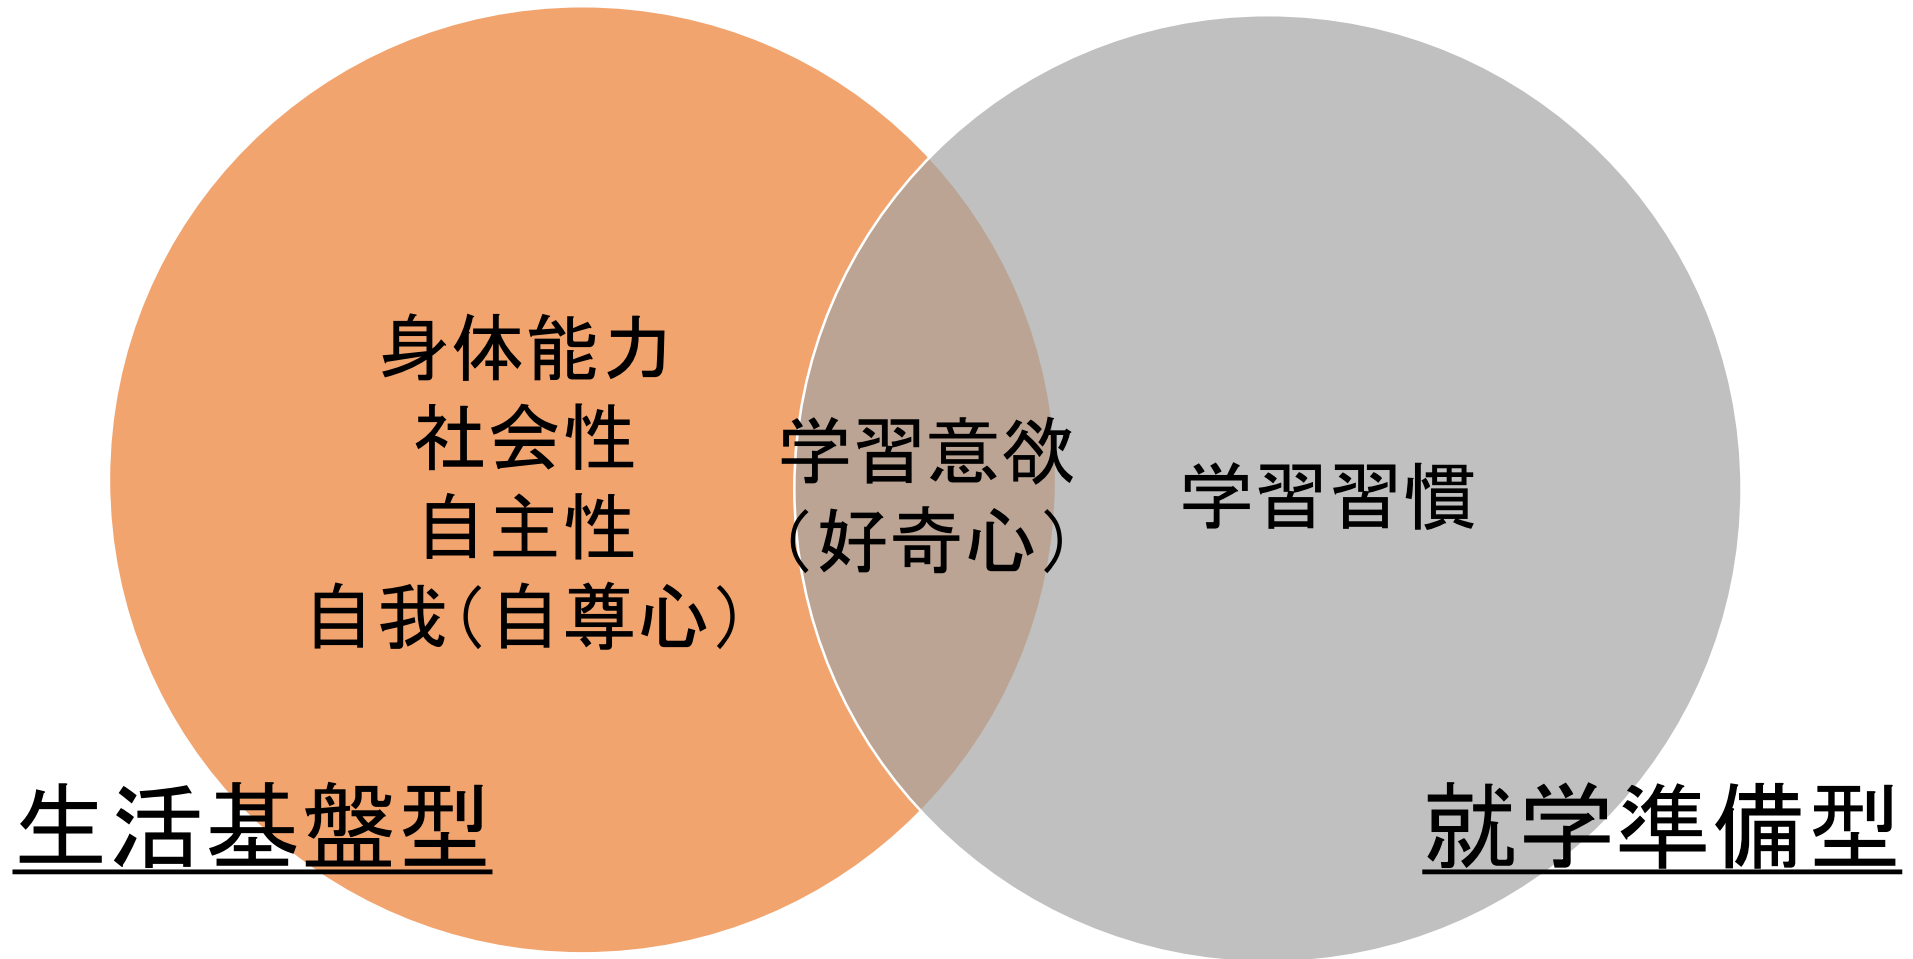 身体能力
社会性
自主性
自我（自尊心）
学習意欲
（好奇心）
学習習慣
生活基盤型
就学準備型